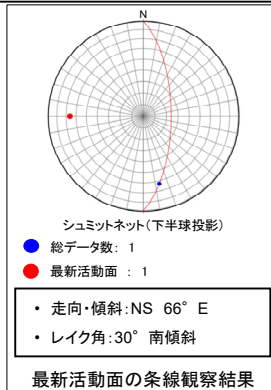 N
シュミットネット(下半球投影)
総データ数: 1
最新活動面 : 1
・ 走向・傾斜:NS 66° E
・ レイク角:30° 南傾斜
最新活動面の条線観察結果